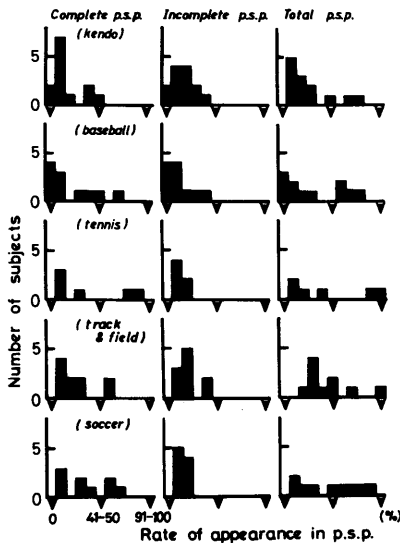 Complete p.s.p. Incomplete p.s.p. Total p.s.p.
(kendo)
5
0
(baseball)
5
0
(tennis)
5
0
(track
& field)
5
0
(soccer)
5
0
0 41-50 91-100 (%)
Rate of appearance in p.s.p.
Number of subjects